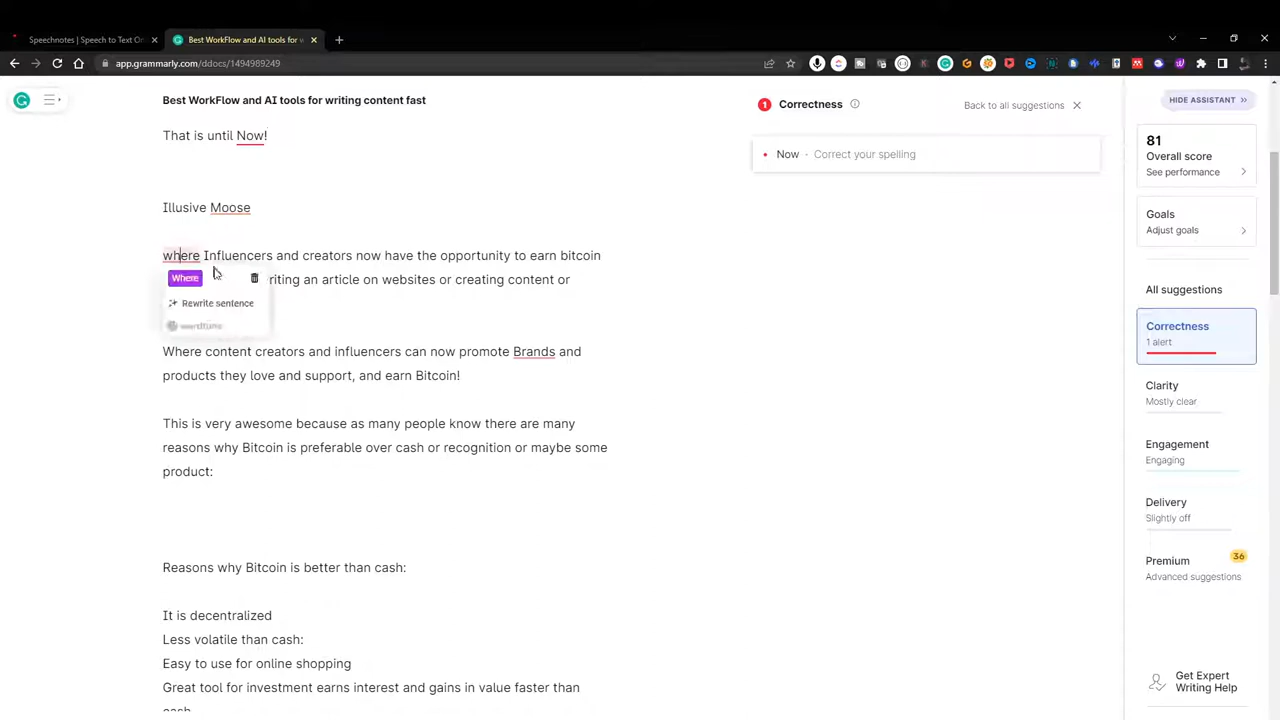 Speechnotes | Speech to Text On
Best WorkFlow and AI tools for w
app.grammarly.com/ddocs/1494989249
Best WorkFlow and AI tools for writing content fast
That is until Now!
Illusive Moose
where Influencers and creators now have the opportunity to earn bitcoin
Where
riting an article on websites or creating content or
Rewrite sentence
wordtune
Where content creators and influencers can now promote Brands and
products they love and support, and earn Bitcoin!
This is very awesome because as many people know there are many
reasons why Bitcoin is preferable over cash or recognition or maybe some
product:
Reasons why Bitcoin is better than cash:
It is decentralized
Less volatile than cash:
Easy to use for online shopping
Great tool for investment earns interest and gains in value faster than
cash
1 Correctness
Back to all suggestions
Now · Correct your spelling
HIDE ASSISTANT
81
Overall score
See performance
Goals
Adjust goals
All suggestions
Correctness
1 alert
Clarity
Mostly clear
Engagement
Engaging
Delivery
Slightly off
Premium
36
Advanced suggestions
Get Expert
Writing Help